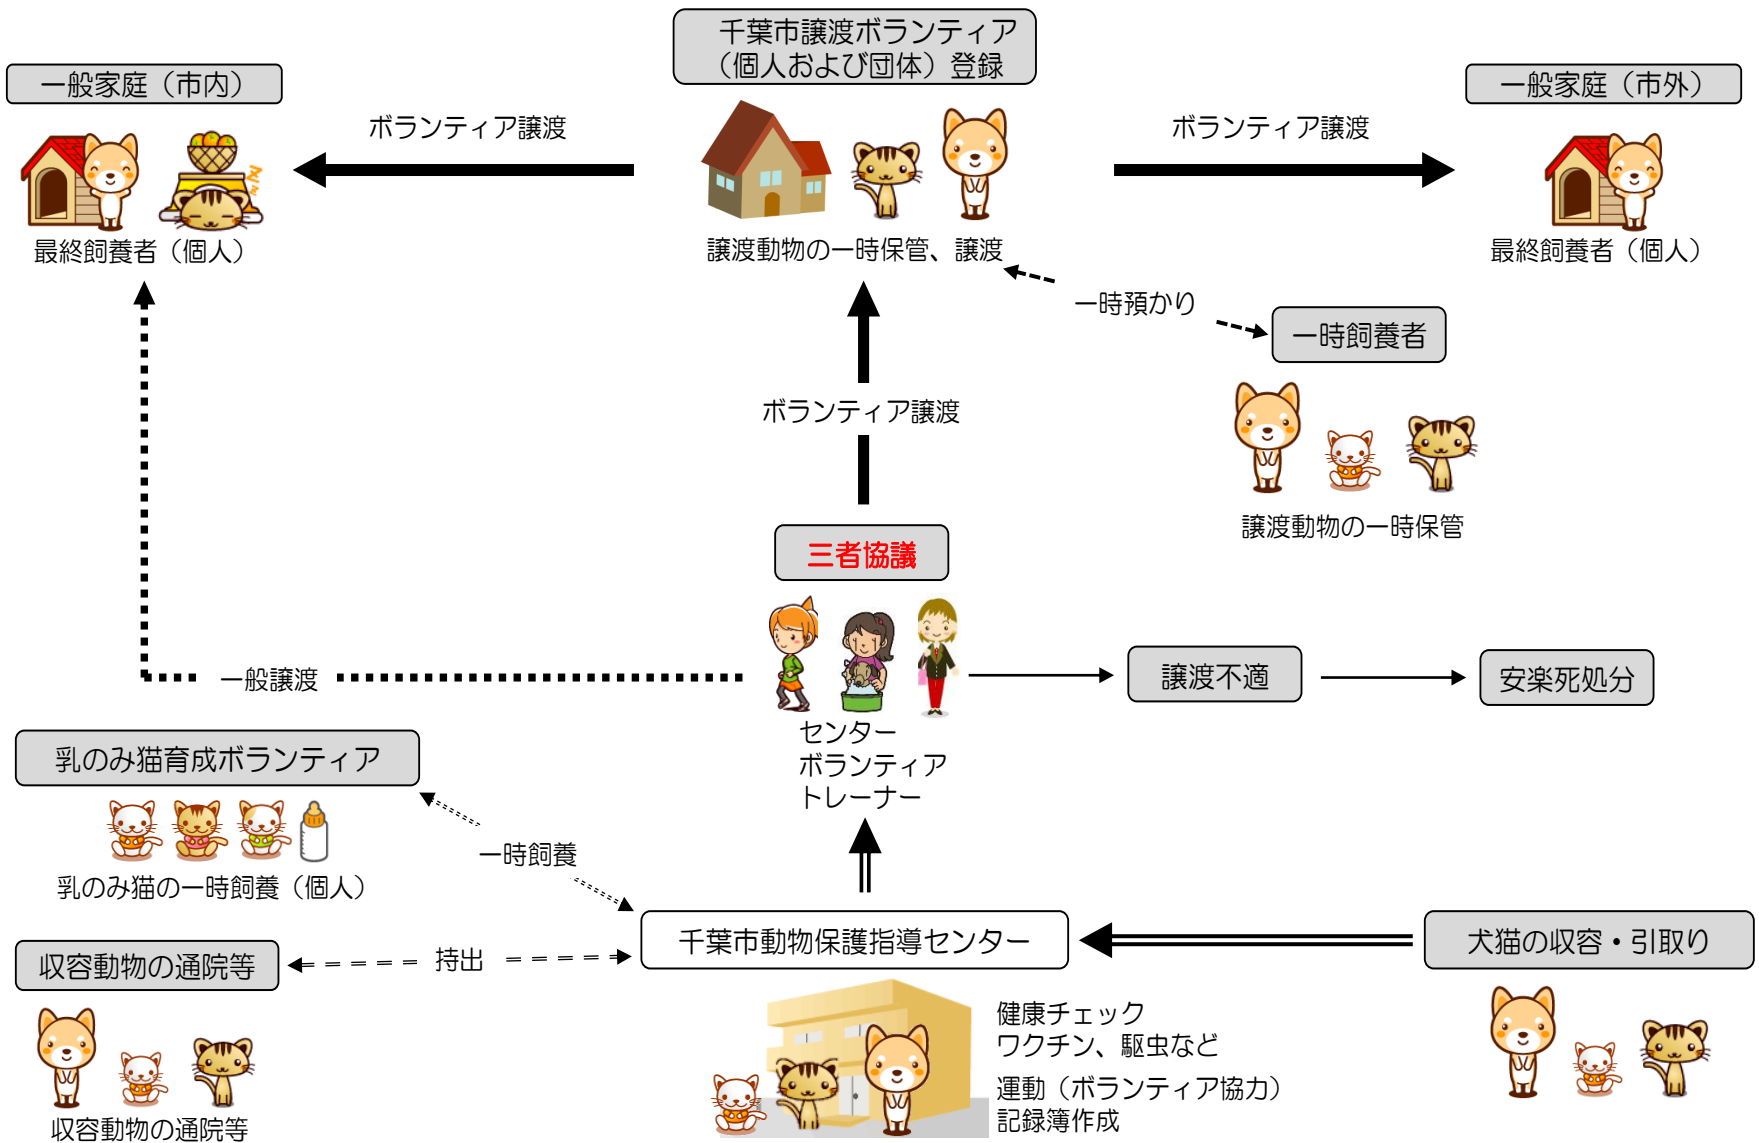 千葉市譲渡ボランティア
（個人および団体）登録
一般家庭（市内）
一般家庭（市外）
ボランティア譲渡
ボランティア譲渡
最終飼養者（個人）
譲渡動物の一時保管、譲渡
最終飼養者（個人）
一時預かり
一時飼養者
ボランティア譲渡
譲渡動物の一時保管
三者協議
一般譲渡
譲渡不適
安楽死処分
センター
ボランティア
トレーナー
乳のみ猫育成ボランティア
一時飼養
乳のみ猫の一時飼養（個人）
千葉市動物保護指導センター
犬猫の収容・引取り
収容動物の通院等
持出
健康チェック
ワクチン、駆虫など
運動（ボランティア協力）
記録簿作成
収容動物の通院等